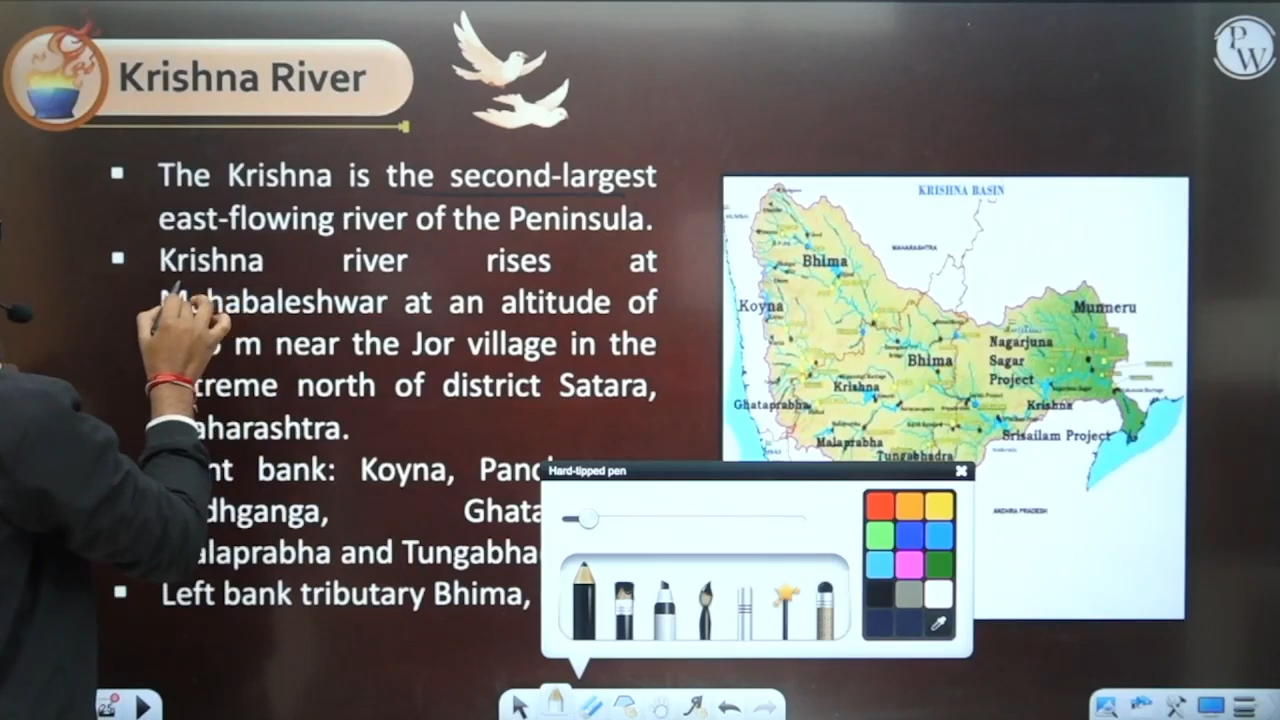 Krishna River
PW
The Krishna is the second-largest
east-flowing river of the Peninsula.
Krishna river rises at
Mahabaleshwar at an altitude of
m near the Jor village in the
treme north of district Satara,
aharashtra.
nt bank: Koyna, Panc
dhganga, Ghata
alaprabha and Tungabha
Left bank tributary Bhima,
KRISHNA BASIN
MAHARASHTRA
Bhima
Koyna
Munneru
Nagarjuna
Sagar
Project
Bhima
Krishna
Ghataprabha
Krishna
Malaprabha
Srisailam Project
Tungabhadra
ANDHRA PRADESH
Hard-tipped pen
25